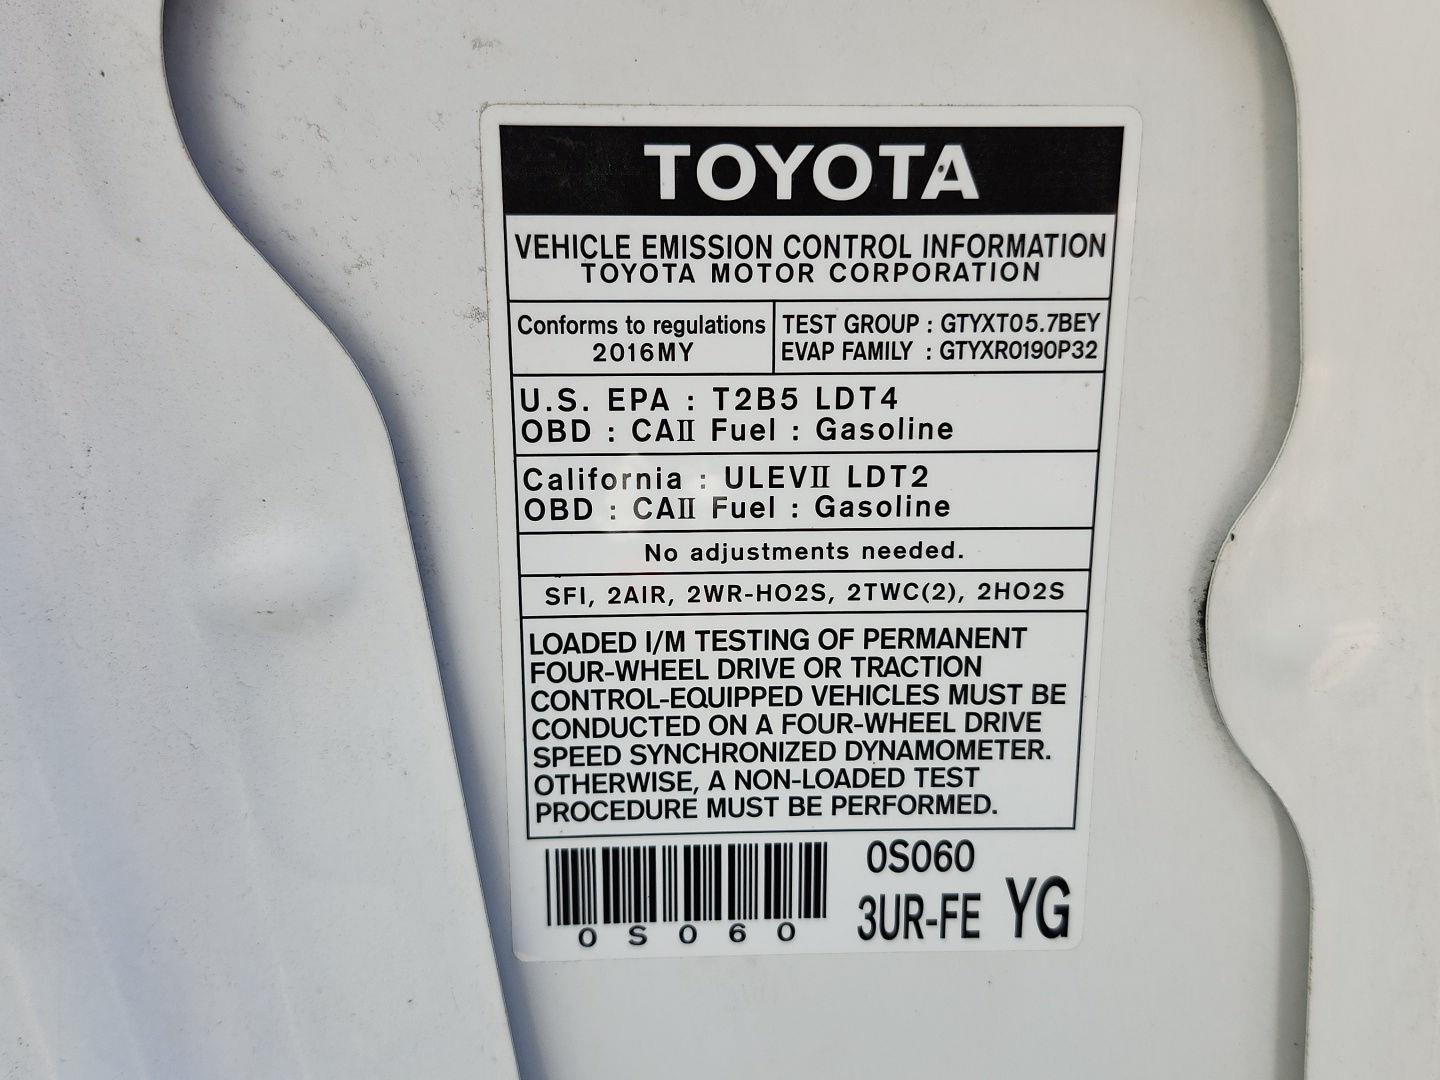 TOYOTA
VEHICLE EMISSION CONTROL INFORMATION
TOYOTA MOTOR CORPORATION
Conforms to regulations
2016MY
TEST GROUP : GTYXT05.7BEY
EVAP FAMILY : GTYXR0190P32
U.S. EPA : T2B5 LDT4
OBD : CAII Fuel : Gasoline
California : ULEVII LDT2
OBD : CAII Fuel : Gasoline
No adjustments needed.
SFI, 2AIR, 2WR-HO2S, 2TWC(2), 2HO2S
LOADED I/M TESTING OF PERMANENT
FOUR-WHEEL DRIVE OR TRACTION
CONTROL-EQUIPPED VEHICLES MUST BE
CONDUCTED ON A FOUR-WHEEL DRIVE
SPEED SYNCHRONIZED DYNAMOMETER.
OTHERWISE, A NON-LOADED TEST
PROCEDURE MUST BE PERFORMED.
0S060
0S060
3UR-FE YG